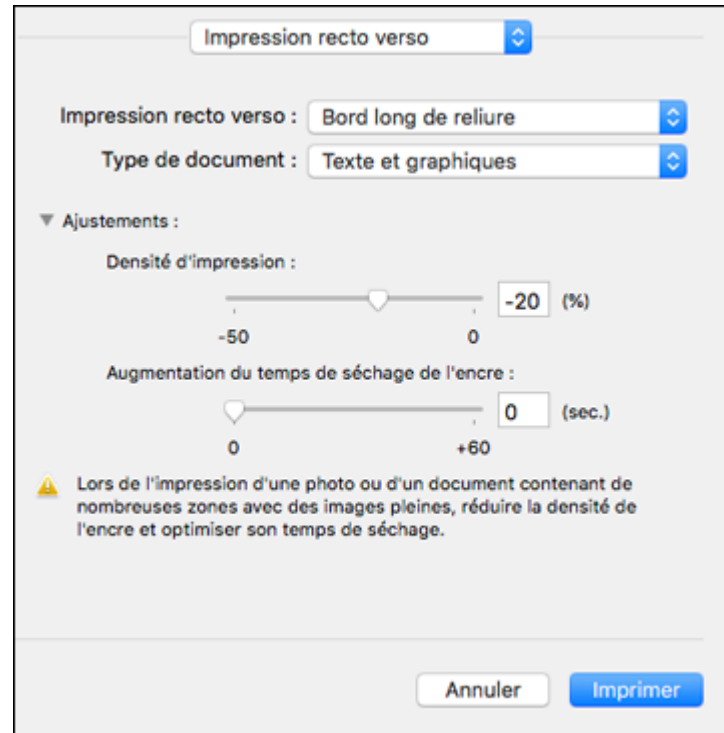 Impression recto verso
Impression recto verso : Bord long de reliure
Type de document : Texte et graphiques
Ajustements :
Densité d'impression :
-20 (%)
-50 0
Augmentation du temps de séchage de l'encre :
0 (sec.)
0 +60
Lors de l'impression d'une photo ou d'un document contenant de
nombreuses zones avec des images pleines, réduire la densité de
l'encre et optimiser son temps de séchage.
Annuler Imprimer